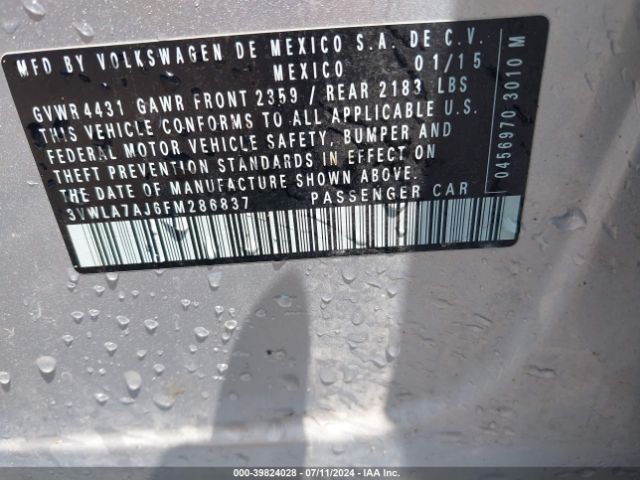 MFD BY VOLKSWAGEN DE MEXICO S.A. DE C.V.
MEXICO 01/15
GVWR 4431 GAWR FRONT 2359 / REAR 2183 LBS
THIS VEHICLE CONFORMS TO ALL APPLICABLE U.S.
FEDERAL MOTOR VEHICLE SAFETY, BUMPER AND
THEFT PREVENTION STANDARDS IN EFFECT ON
THE DATE OF MANUFACTURE SHOWN ABOVE.
3VWLA7AJ6FM286837 PASSENGER CAR
0456970 3010 M
000-39824028 - 07/11/2024 - IAA Inc.